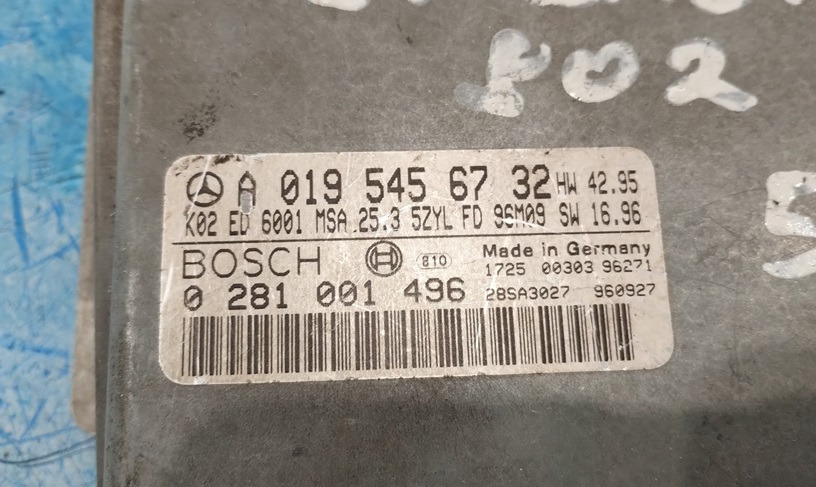 802
A 019 545 67 32 HW 42.95
K02 ED 6001 MSA 25.3 5ZYL FD 96M09 SW 16.96
BOSCH 810 Made in Germany
1725 00303 96271
0 281 001 496 28SA3027 960927